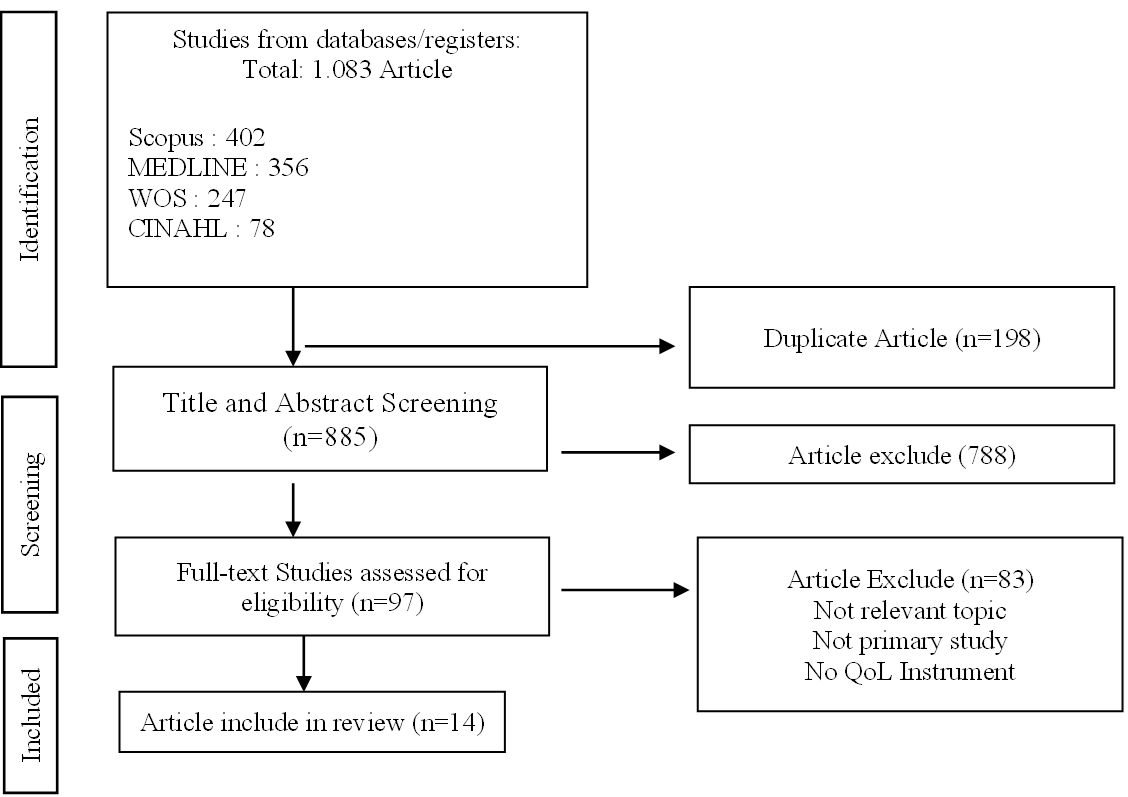 Identification
Studies from databases/registers:
Total: 1.083 Article
Scopus : 402
MEDLINE : 356
WOS : 247
CINAHL : 78
Duplicate Article (n=198)
Screening
Title and Abstract Screening
(n=885)
Article exclude (788)
Full-text Studies assessed for
eligibility (n=97)
Article Exclude (n=83)
Not relevant topic
Not primary study
No QoL Instrument
Included
Article include in review (n=14)